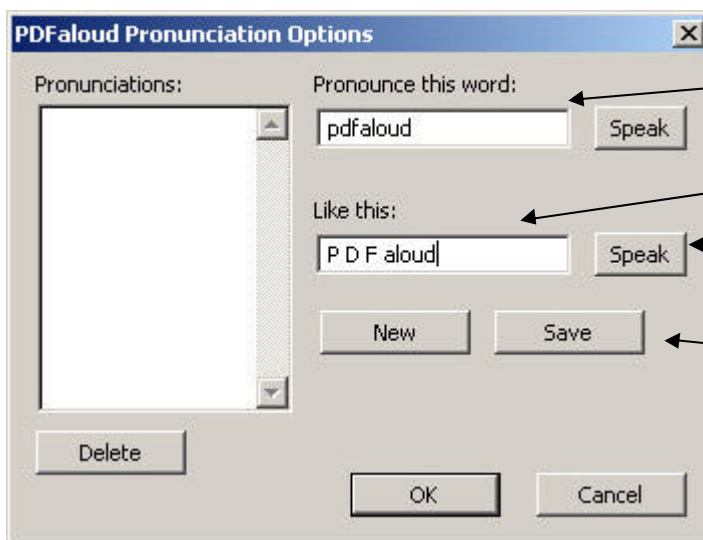 PDFaloud Pronunciation Options
Pronunciations:
Pronounce this word:
pdfaloud
Speak
Like this:
P D F aloud
Speak
New
Save
Delete
OK
Cancel